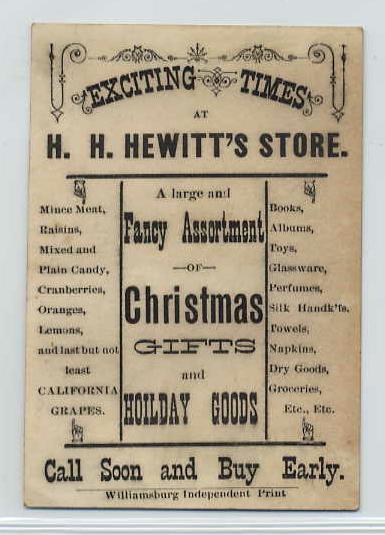 EXCITING TIMES
AT
H. H. HEWITT'S STORE.
Mince Meat,
Raisins,
Mixed and
Plain Candy,
Cranberries,
Oranges,
Lemons,
and last but not
least
CALIFORNIA
GRAPES.
A large and
Fancy Assortment
—OF—
Christmas
GIFTS
and
HOILDAY GOODS
Books,
Albums,
Toys,
Glassware,
Perfumes,
Silk Handk'fs,
Towels,
Napkins,
Dry Goods,
Groceries,
Etc., Etc.
Call Soon and Buy Early.
Williamsburg Independent Print